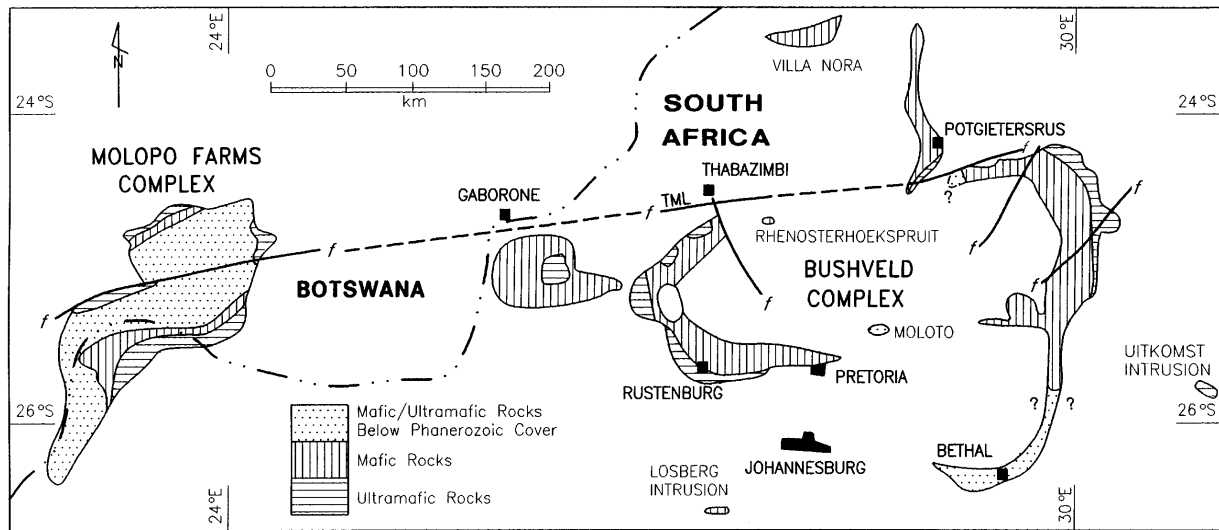 24°E
30°E
N
0 50 100 150 200
km
VILLA NORA
24°S
24°S
SOUTH
AFRICA
POTGIETERSRUS
MOLOPO FARMS
COMPLEX
f
THABAZIMBI
GABORONE
TML
f
?
f
RHENOSTERHOEKSPRUIT
f
f
BOTSWANA
BUSHVELD
COMPLEX
f
f
f
MOLOTO
UITKOMST
INTRUSION
RUSTENBURG
PRETORIA
Mafic/Ultramafic Rocks
Below Phanerozoic Cover
? ?
26°S
26°S
Mafic Rocks
JOHANNESBURG
BETHAL
LOSBERG
INTRUSION
Ultramafic Rocks
24°E
30°E